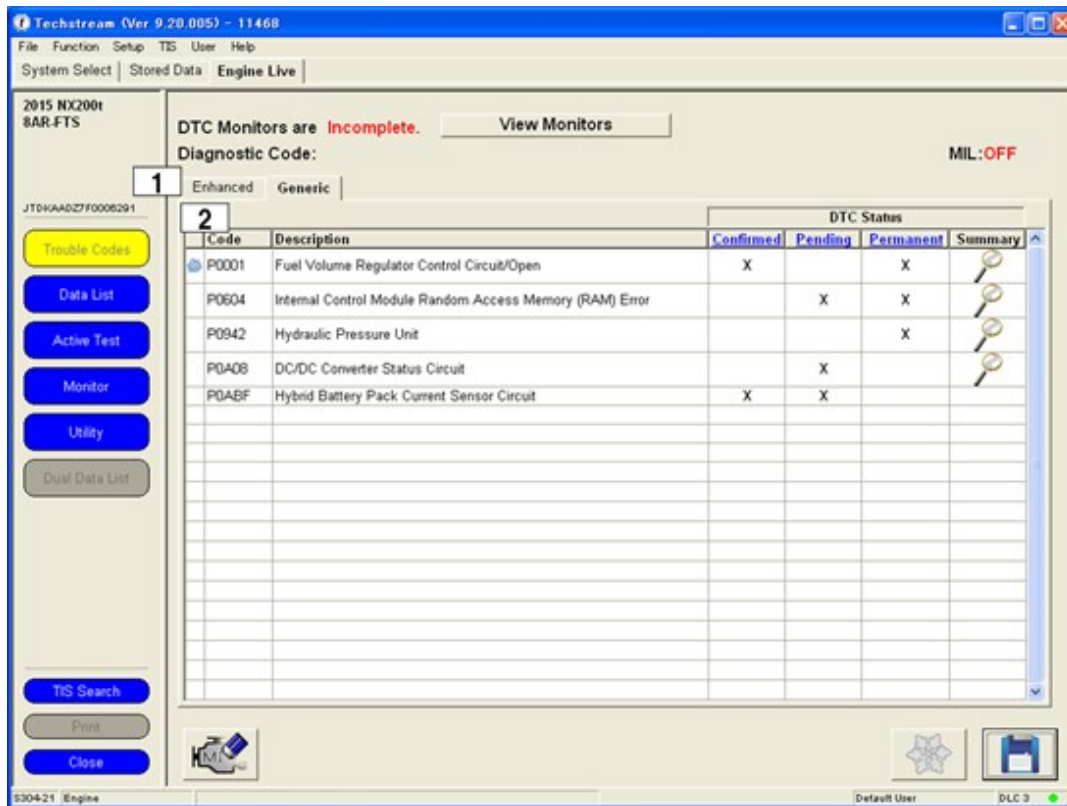 Techstream (Ver 9.20.005) - 11468
File Function Setup TIS User Help
System Select Stored Data Engine Live
2015 NX200t
8AR-FTS
DTC Monitors are Incomplete. View Monitors
Diagnostic Code: MIL:OFF
1 Enhanced Generic
2
DTC Status
Code Description Confirmed Pending Permanent Summary
P0001 Fuel Volume Regulator Control Circuit/Open X X
P0604 Internal Control Module Random Access Memory (RAM) Error X X
P0942 Hydraulic Pressure Unit X
P0A08 DC/DC Converter Status Circuit X
P0ABF Hybrid Battery Pack Current Sensor Circuit X X
Trouble Codes
Data List
Active Test
Monitor
Utility
Dual Data List
TIS Search
Print
Close
S304-21 Engine Default User DLC 3